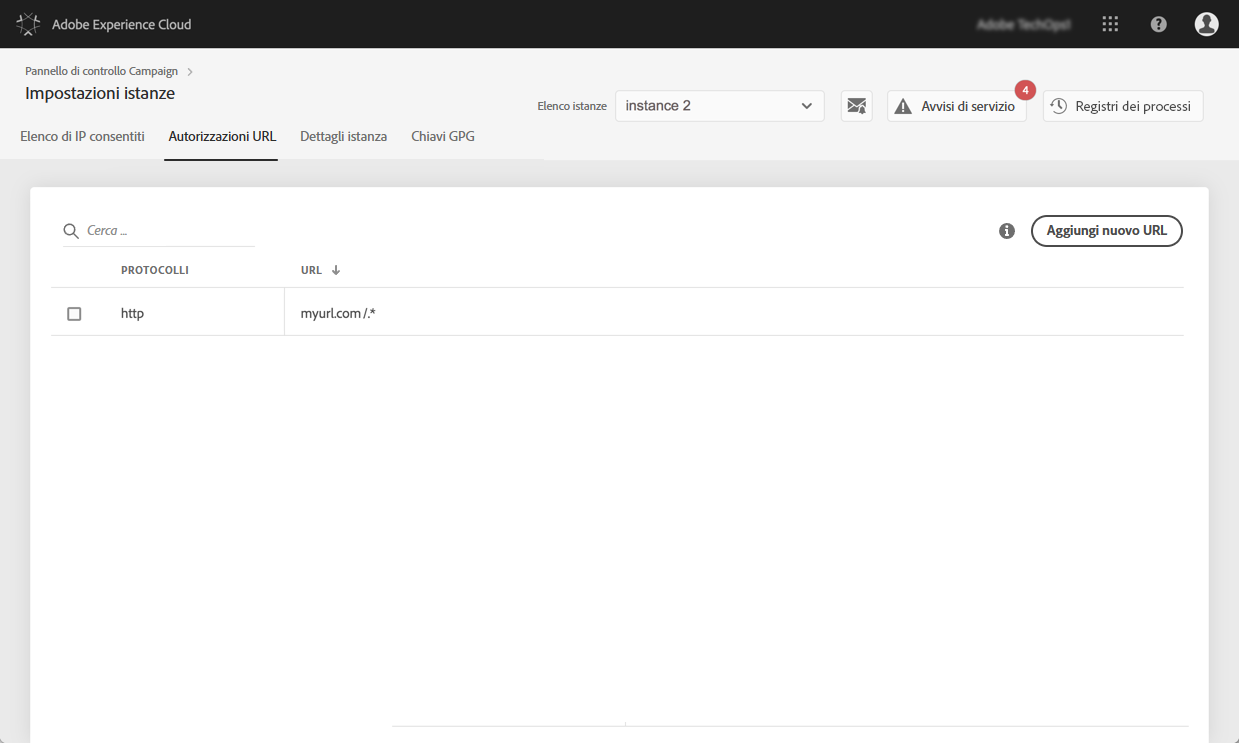 Adobe Experience Cloud
Pannello di controllo Campaign
Impostazioni istanze
Elenco istanze
instance 2
Avvisi di servizio
4
Registri dei processi
Elenco di IP consentiti
Autorizzazioni URL
Dettagli istanza
Chiavi GPG
Cerca ...
Aggiungi nuovo URL
PROTOCOLLI
URL
http
myurl.com/.*